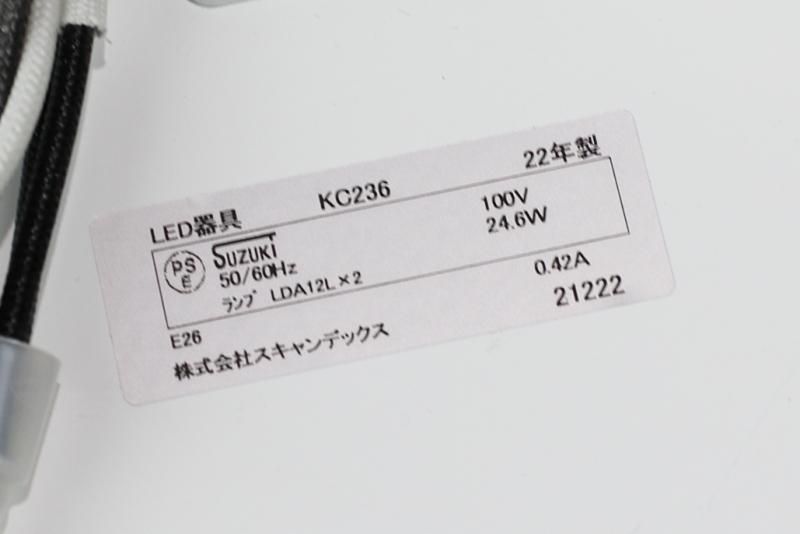 LED器具 KC236 22年製
PS E SUZUKI 100V
50/60Hz 24.6W
ランプ LDA12L×2
E26 0.42A
株式会社スキャンデックス 21222